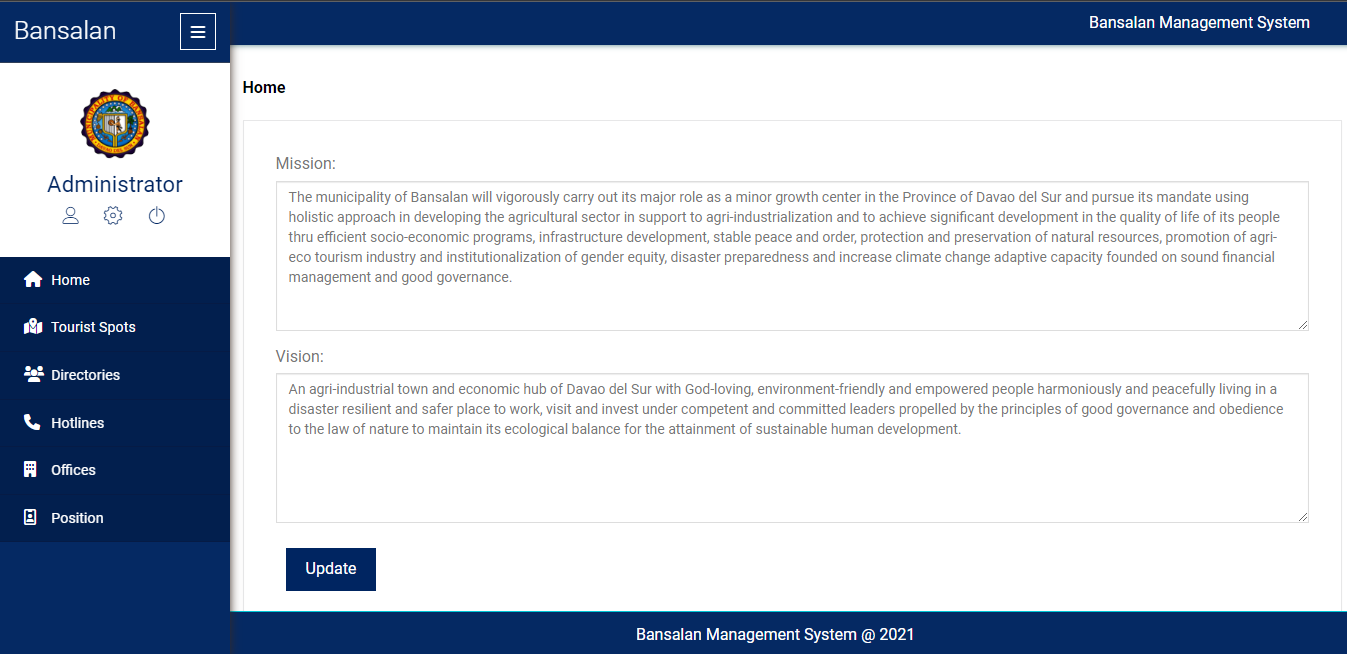 Bansalan
Bansalan Management System
Administrator
Home
Tourist Spots
Directories
Hotlines
Offices
Position
Home
Mission:
The municipality of Bansalan will vigorously carry out its major role as a minor growth center in the Province of Davao del Sur and pursue its mandate using
holistic approach in developing the agricultural sector in support to agri-industrialization and to achieve significant development in the quality of life of its people
thru efficient socio-economic programs, infrastructure development, stable peace and order, protection and preservation of natural resources, promotion of agri-
eco tourism industry and institutionalization of gender equity, disaster preparedness and increase climate change adaptive capacity founded on sound financial
management and good governance.
Vision:
An agri-industrial town and economic hub of Davao del Sur with God-loving, environment-friendly and empowered people harmoniously and peacefully living in a
disaster resilient and safer place to work, visit and invest under competent and committed leaders propelled by the principles of good governance and obedience
to the law of nature to maintain its ecological balance for the attainment of sustainable human development.
Update
Bansalan Management System @ 2021